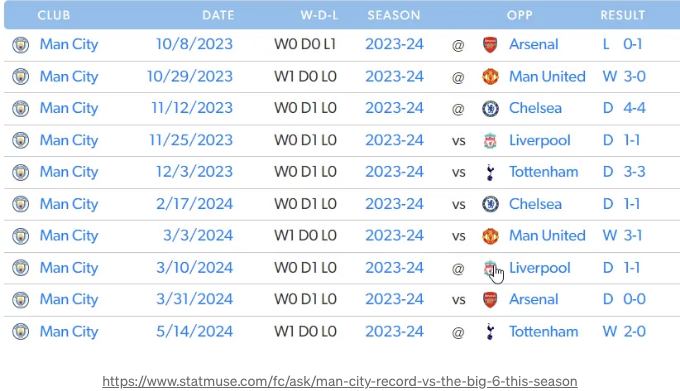 CLUB DATE W-D-L SEASON OPP RESULT
Man City 10/8/2023 W0 D0 L1 2023-24 @ Arsenal L 0-1
Man City 10/29/2023 W1 D0 L0 2023-24 @ Man United W 3-0
Man City 11/12/2023 W0 D1 L0 2023-24 @ Chelsea D 4-4
Man City 11/25/2023 W0 D1 L0 2023-24 vs Liverpool D 1-1
Man City 12/3/2023 W0 D1 L0 2023-24 vs Tottenham D 3-3
Man City 2/17/2024 W0 D1 L0 2023-24 vs Chelsea D 1-1
Man City 3/3/2024 W1 D0 L0 2023-24 vs Man United W 3-1
Man City 3/10/2024 W0 D1 L0 2023-24 @ Liverpool D 1-1
Man City 3/31/2024 W0 D1 L0 2023-24 vs Arsenal D 0-0
Man City 5/14/2024 W1 D0 L0 2023-24 @ Tottenham W 2-0
https://www.statmuse.com/fc/ask/man-city-record-vs-the-big-6-this-season